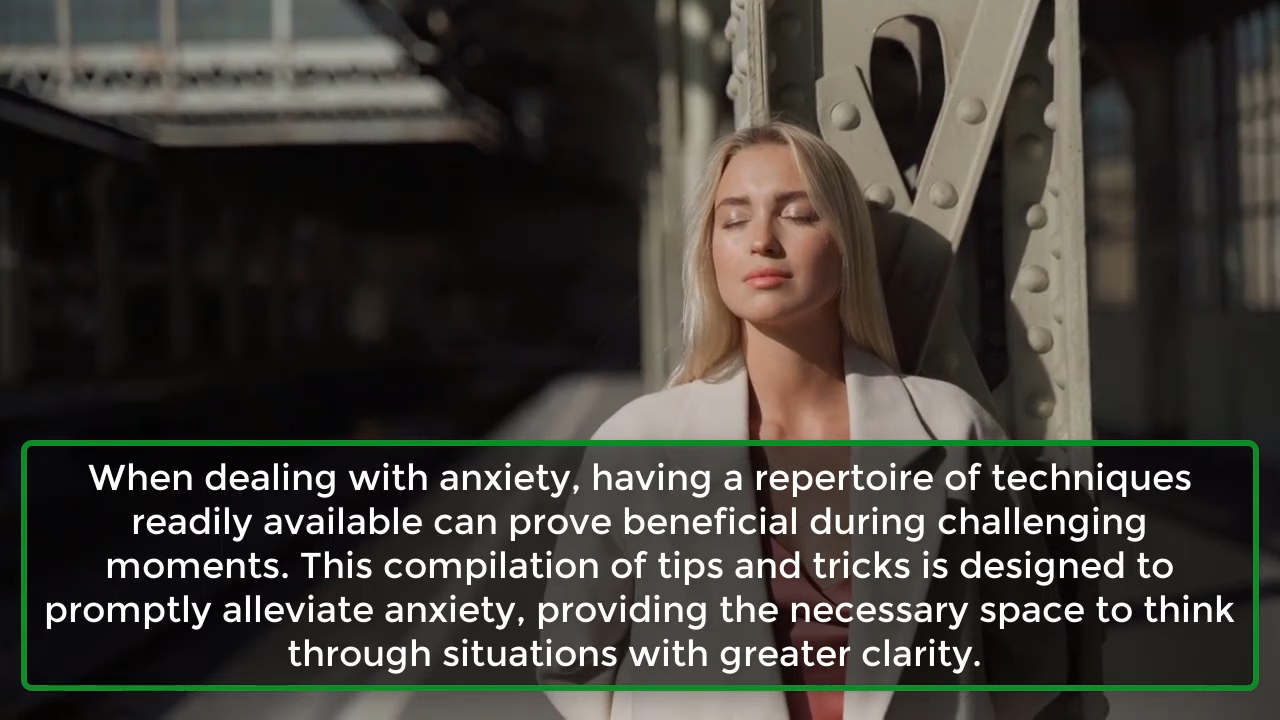 When dealing with anxiety, having a repertoire of techniques
readily available can prove beneficial during challenging
moments. This compilation of tips and tricks is designed to
promptly alleviate anxiety, providing the necessary space to think
through situations with greater clarity.